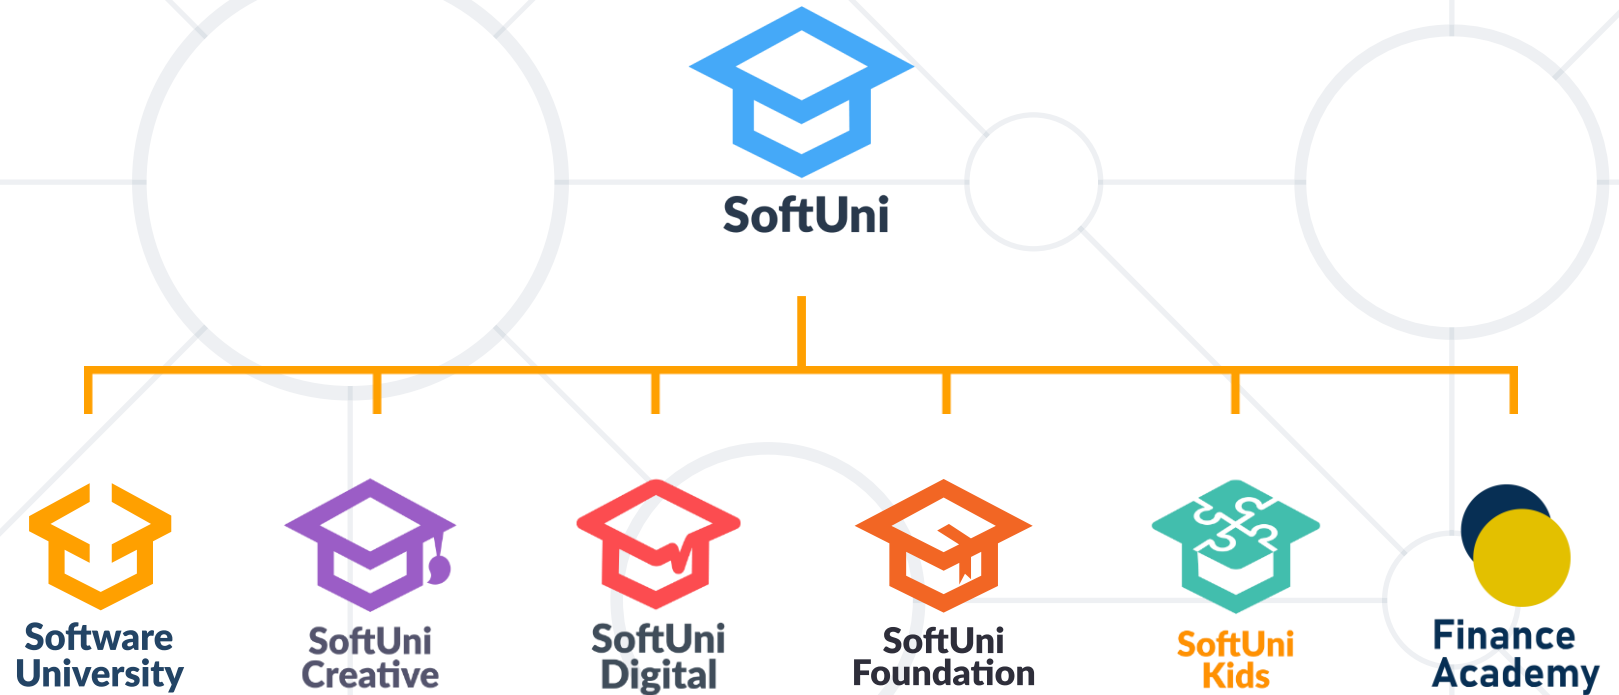 SoftUni
Software
University
SoftUni
Creative
SoftUni
Digital
SoftUni
Foundation
SoftUni
Kids
Finance
Academy